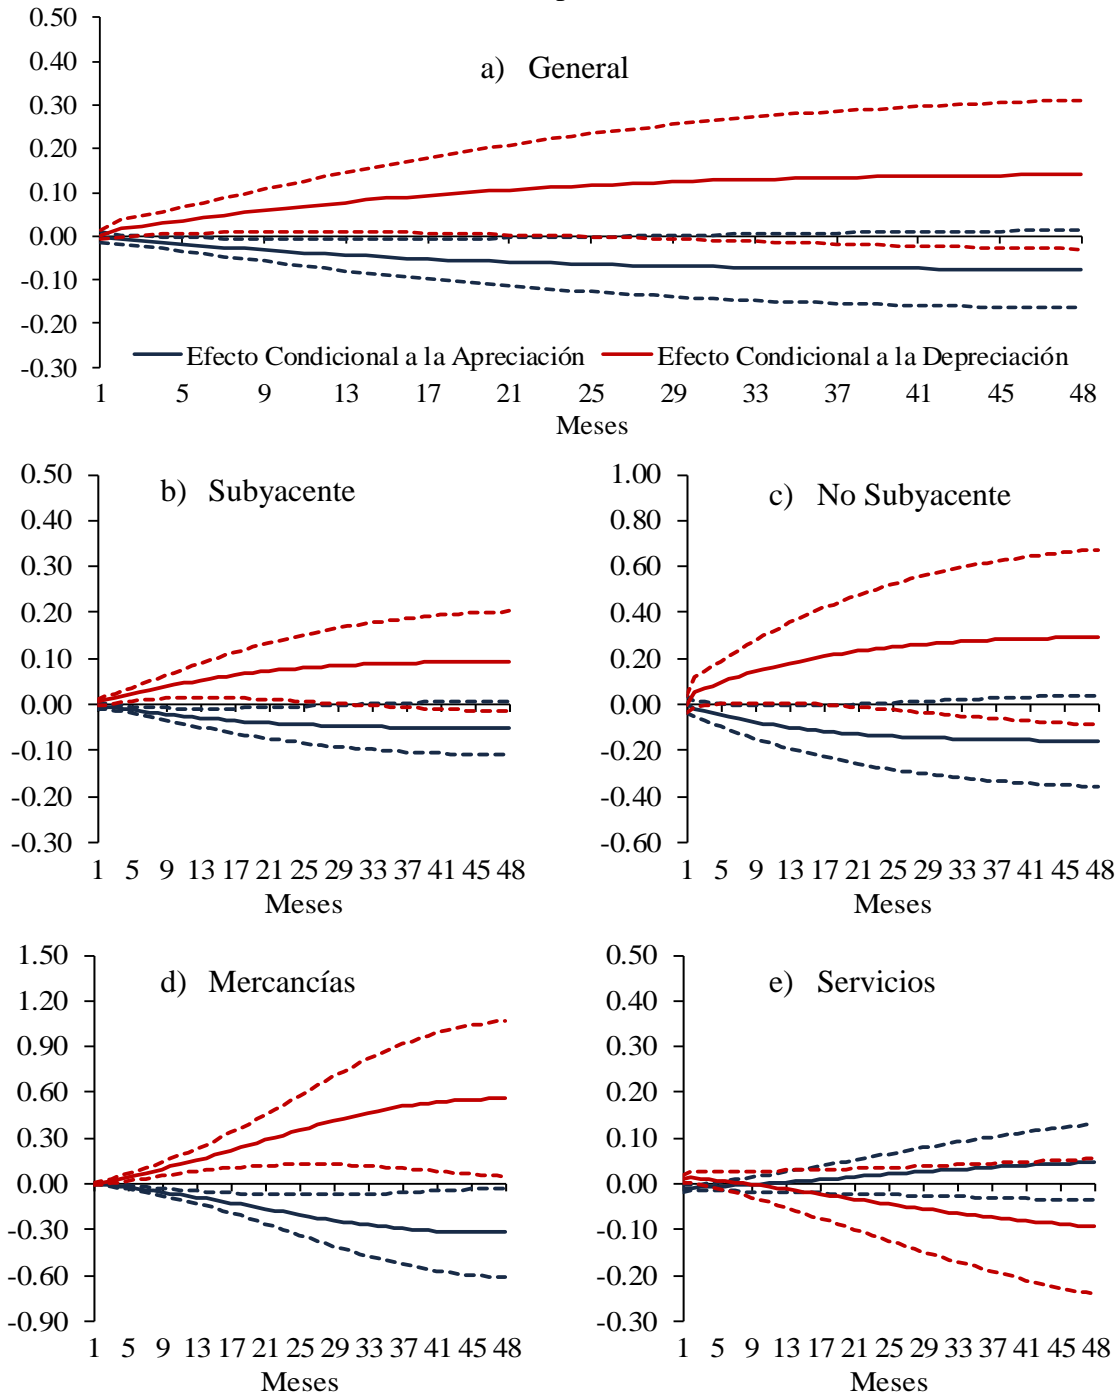 0.50
a) General
0.40
0.30
0.20
0.10
0.00
-0.10
-0.20
-0.30
Efecto Condicional a la Apreciación Efecto Condicional a la Depreciación
1 5 9 13 17 21 25 29 33 37 41 45 48
Meses
b) Subyacente
0.50
0.40
0.30
0.20
0.10
0.00
-0.10
-0.20
-0.30
1 5 9 13 17 21 25 29 33 37 41 45 48
Meses
c) No Subyacente
1.00
0.80
0.60
0.40
0.20
0.00
-0.20
-0.40
-0.60
1 5 9 13 17 21 25 29 33 37 41 45 48
Meses
d) Mercancías
1.50
1.20
0.90
0.60
0.30
0.00
-0.30
-0.60
-0.90
1 5 9 13 17 21 25 29 33 37 41 45 48
Meses
e) Servicios
0.50
0.40
0.30
0.20
0.10
0.00
-0.10
-0.20
-0.30
1 5 9 13 17 21 25 29 33 37 41 45 48
Meses